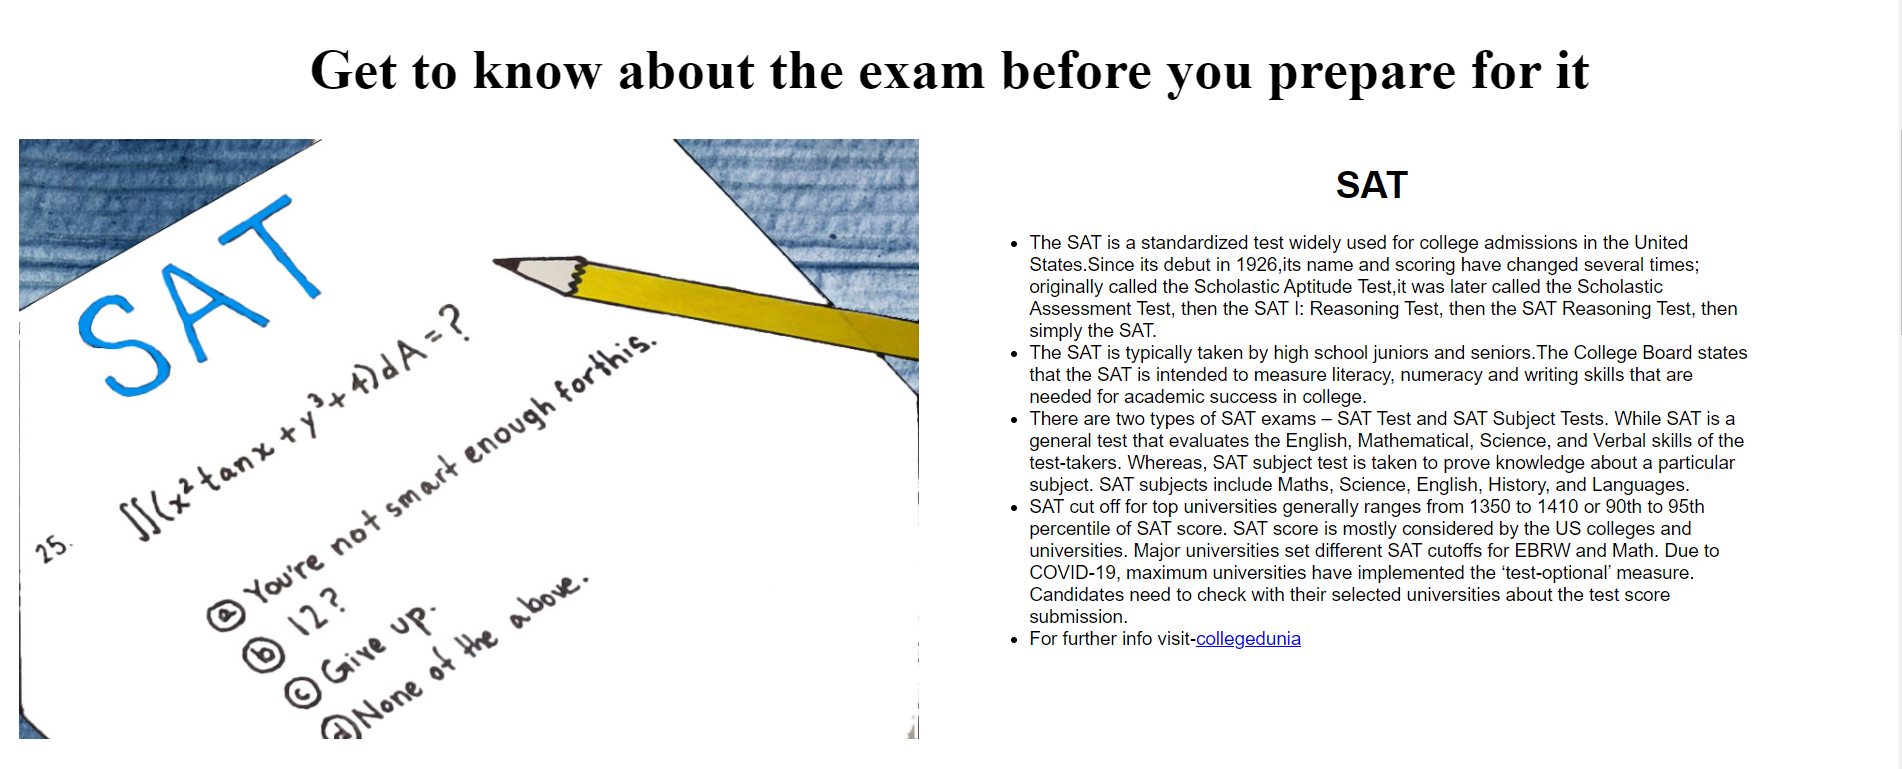 Get to know about the exam before you prepare for it
SAT
25. ∬(x²tanx+y³+4)dA=?
ⓐ You're not smart enough forthis.
ⓑ 12?
ⓒ Give up.
ⓓ None of the above.
SAT
• The SAT is a standardized test widely used for college admissions in the United
States.Since its debut in 1926,its name and scoring have changed several times;
originally called the Scholastic Aptitude Test,it was later called the Scholastic
Assessment Test, then the SAT I: Reasoning Test, then the SAT Reasoning Test, then
simply the SAT.
• The SAT is typically taken by high school juniors and seniors.The College Board states
that the SAT is intended to measure literacy, numeracy and writing skills that are
needed for academic success in college.
• There are two types of SAT exams – SAT Test and SAT Subject Tests. While SAT is a
general test that evaluates the English, Mathematical, Science, and Verbal skills of the
test-takers. Whereas, SAT subject test is taken to prove knowledge about a particular
subject. SAT subjects include Maths, Science, English, History, and Languages.
• SAT cut off for top universities generally ranges from 1350 to 1410 or 90th to 95th
percentile of SAT score. SAT score is mostly considered by the US colleges and
universities. Major universities set different SAT cutoffs for EBRW and Math. Due to
COVID-19, maximum universities have implemented the ‘test-optional’ measure.
Candidates need to check with their selected universities about the test score
submission.
• For further info visit-collegedunia